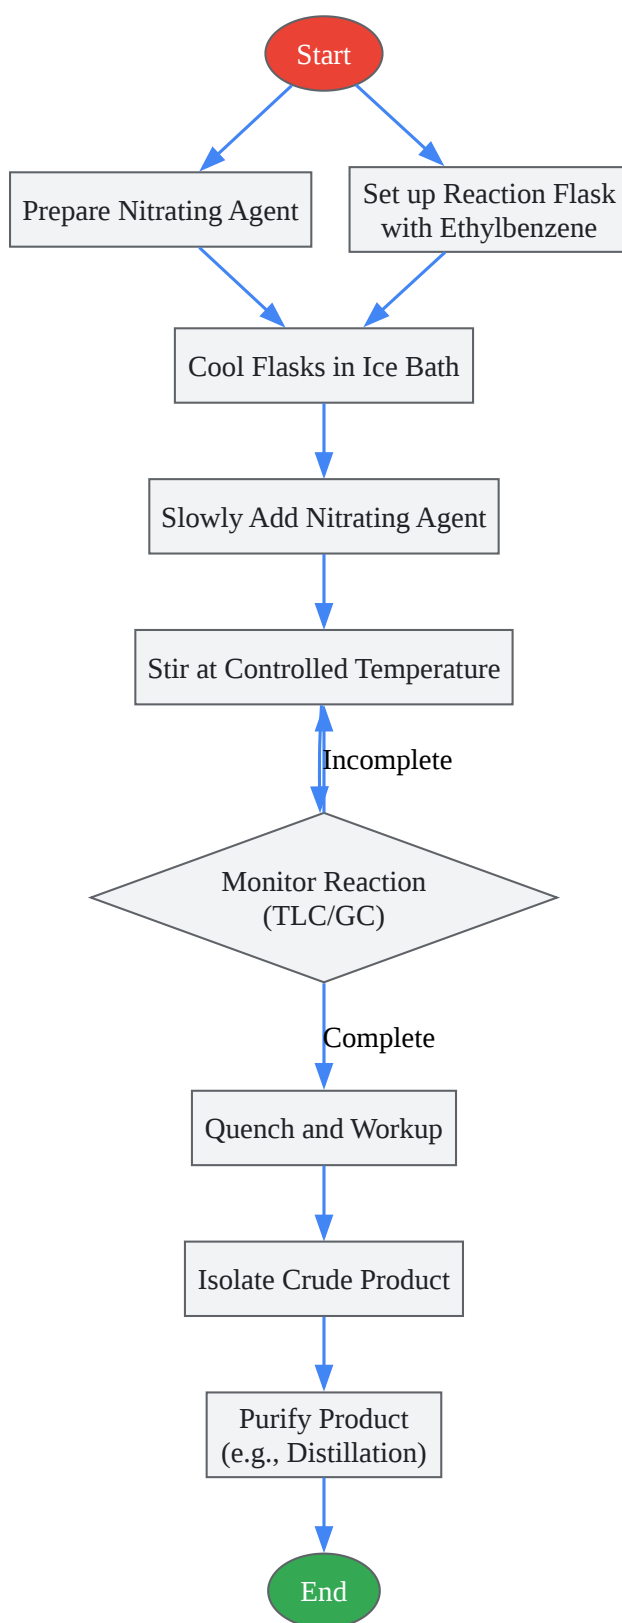 Start
Prepare Nitrating Agent
Set up Reaction Flask
with Ethylbenzene
Cool Flasks in Ice Bath
Slowly Add Nitrating Agent
Stir at Controlled Temperature
Incomplete
Monitor Reaction
(TLC/GC)
Complete
Quench and Workup
Isolate Crude Product
Purify Product
(e.g., Distillation)
End